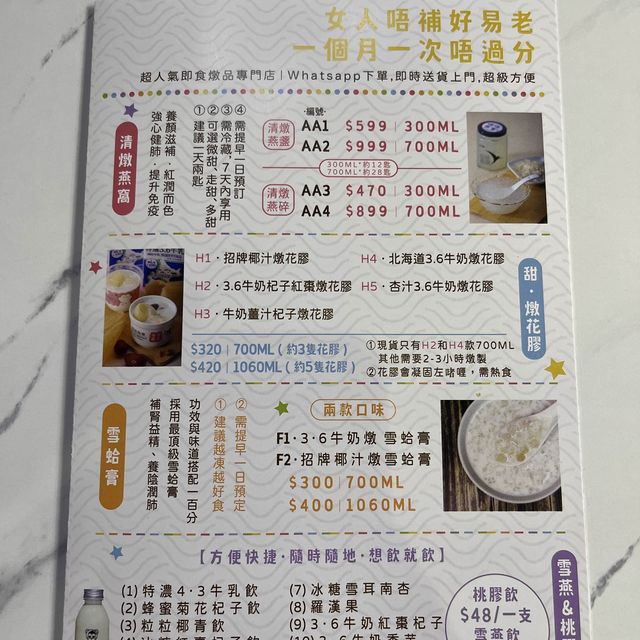 女人唔補好易老
一個月一次唔過分
超人氣即食燉品專門店|Whatsapp下單,即時送貨上門,超級方便
清燉燕窩
養顏滋補·紅潤而色
強心健肺·提升免疫
①②③④
需提早一日預訂
需冷藏,7天內享用
可選微甜,走甜,多甜
建議一天兩匙
·編號·
清燉燕盞
AA1 $599|300ML
AA2 $999|700ML
300ML*約12匙
700ML*約28匙
清燉燕碎
AA3 $470|300ML
AA4 $899|700ML
甜·燉花膠
H1·招牌椰汁燉花膠
H2·3.6牛奶杞子紅棗燉花膠
H3·牛奶薑汁杞子燉花膠
H4·北海道3.6牛奶燉花膠
H5·杏汁3.6牛奶燉花膠
$320|700ML(約3隻花膠)
$420|1060ML(約5隻花膠)
①現貨只有H2和H4款700ML
其他需要2-3小時燉製
②花膠會凝固左啫喱,需熱食
雪蛤膏
①②
需提早一日預定
建議越凍越好食
功效與味道搭配一百分
採用最頂級雪蛤膏
補腎益精、養陰潤肺
兩款口味
F1·3·6牛奶燉雪蛤膏
F2·招牌椰汁燉雪蛤膏
$300|700ML
$400|1060ML
【方便快捷·隨時隨地·想飲就飲】
(1)特濃4·3牛乳飲
(2)蜂蜜菊花杞子飲
(3)粒粒椰青飲
(7)冰糖雪耳南杏
(8)羅漢果
(9)3·6牛奶紅棗杞子
桃膠飲
$48/一支
雪燕飲
雪燕&桃